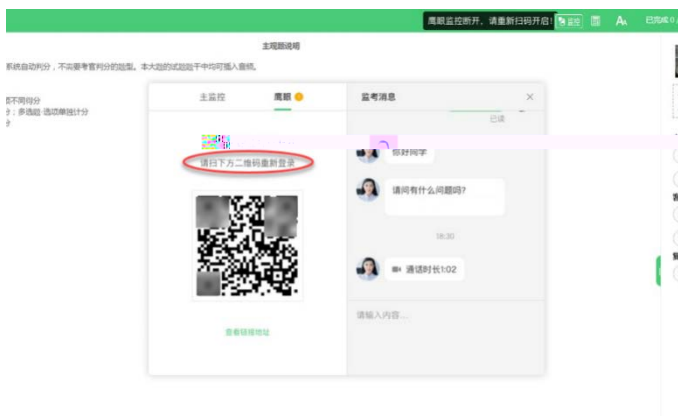 鹰眼监控断开，请重新扫码开启！
监控
已完成0
主观题说明
系统自动判分，不需要考官判分的题型。本大题的试题题干中均可插入音频。
主监控
鹰眼
监考消息
已读
你好同学
请扫下方二维码重新登录
请问有什么问题吗？
18:30
通话时长1:02
请输入内容...
查看链接地址